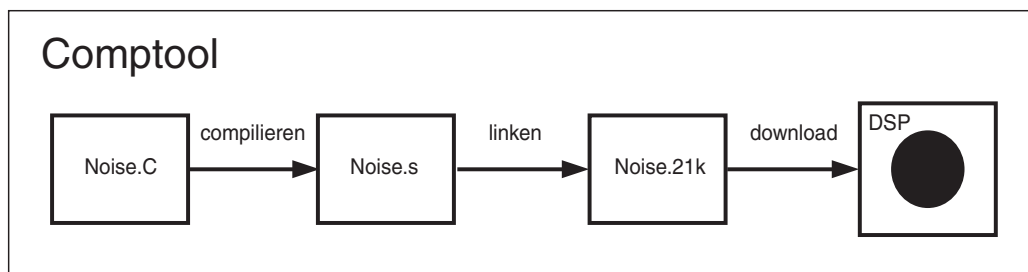 Comptool
Noise.C
compilieren
Noise.s
linken
Noise.21k
download
DSP